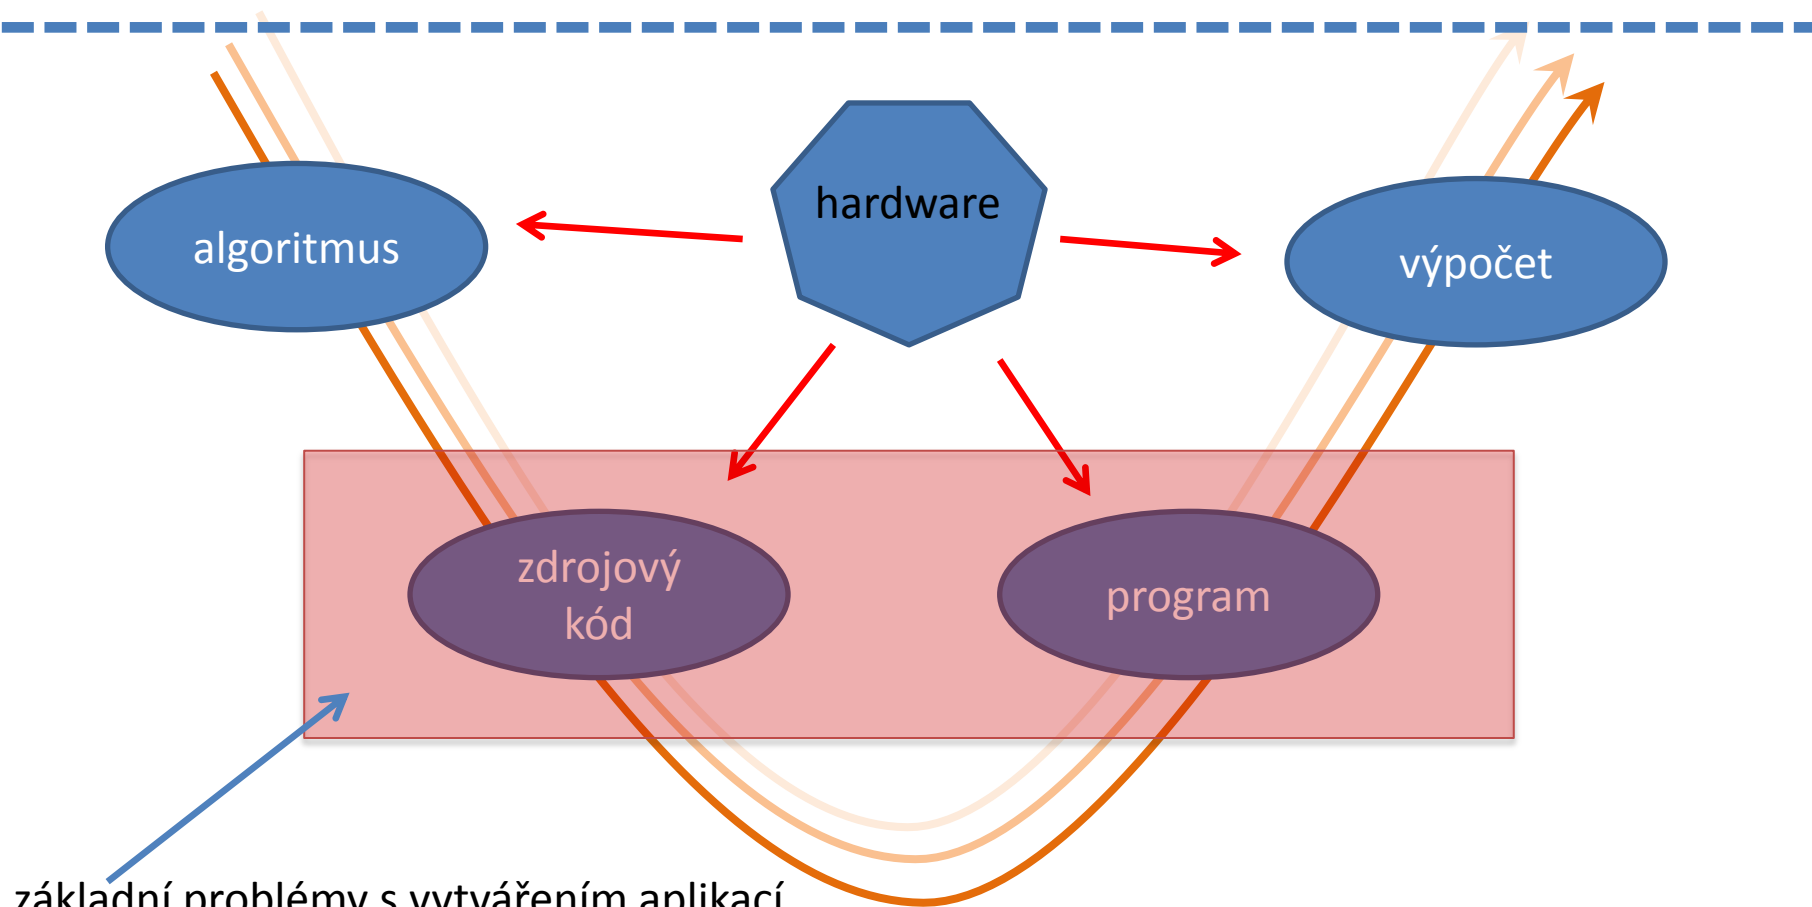 hardware
algoritmus
výpočet
zdrojový
kód
program
základní problémy s vytvářením aplikací